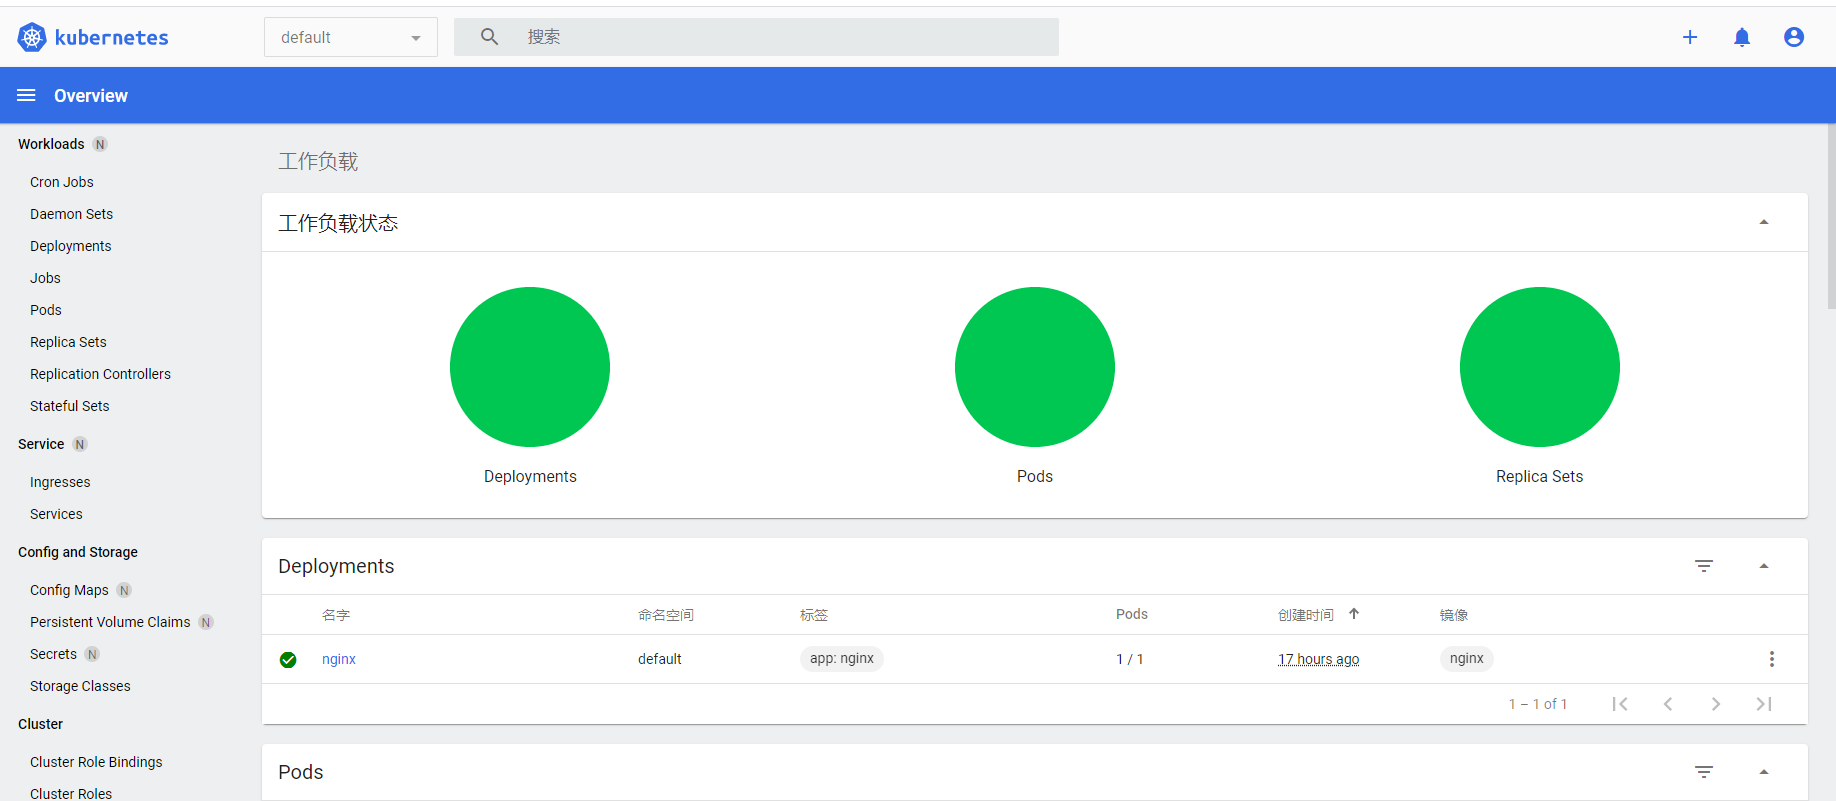 kubernetes
default
搜索
Overview
Workloads N
Cron Jobs
Daemon Sets
Deployments
Jobs
Pods
Replica Sets
Replication Controllers
Stateful Sets
Service N
Ingresses
Services
Config and Storage
Config Maps N
Persistent Volume Claims N
Secrets N
Storage Classes
Cluster
Cluster Role Bindings
Cluster Roles
工作负载
工作负载状态
Deployments Pods Replica Sets
Deployments
名字 命名空间 标签 Pods 创建时间 镜像
nginx default app: nginx 1 / 1 17 hours ago nginx
1 – 1 of 1
Pods